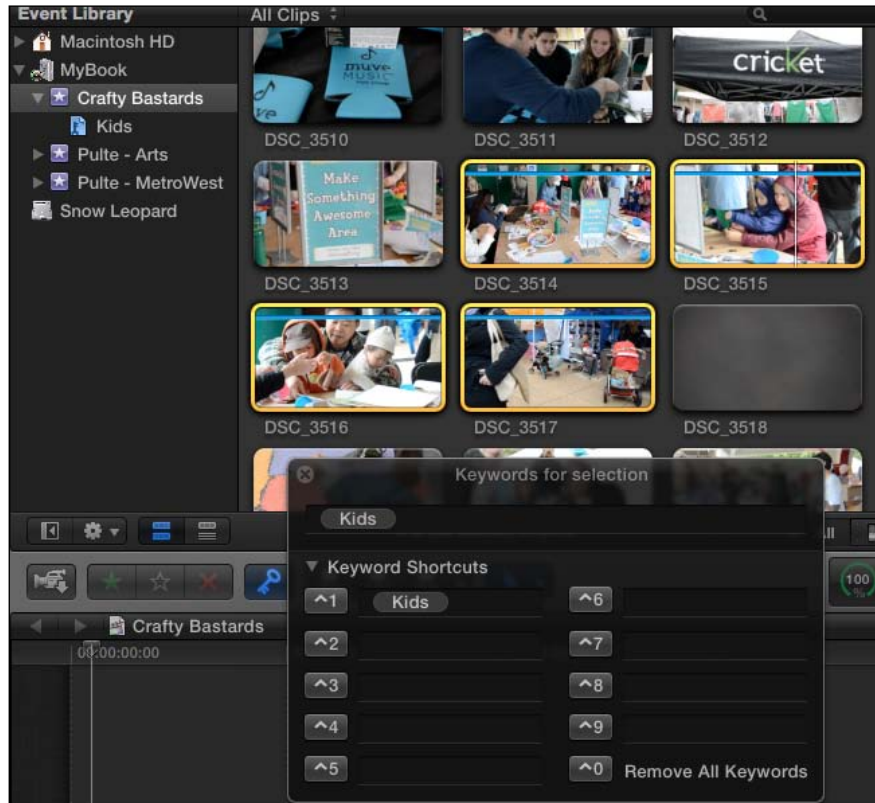 Event Library
All Clips
Macintosh HD
MyBook
Crafty Bastards
Kids
Pulte - Arts
Pulte - MetroWest
Snow Leopard
muve
MUSIC
cricket
DSC_3510
DSC_3511
DSC_3512
Make
Something
Awesome
Area
DSC_3513
DSC_3514
DSC_3515
DSC_3516
DSC_3517
DSC_3518
Keywords for selection
Kids
Keyword Shortcuts
^1 Kids
^6
^2
^7
^3
^8
^4
^9
^5
^0 Remove All Keywords
100
%
Crafty Bastards
00:00:00:00